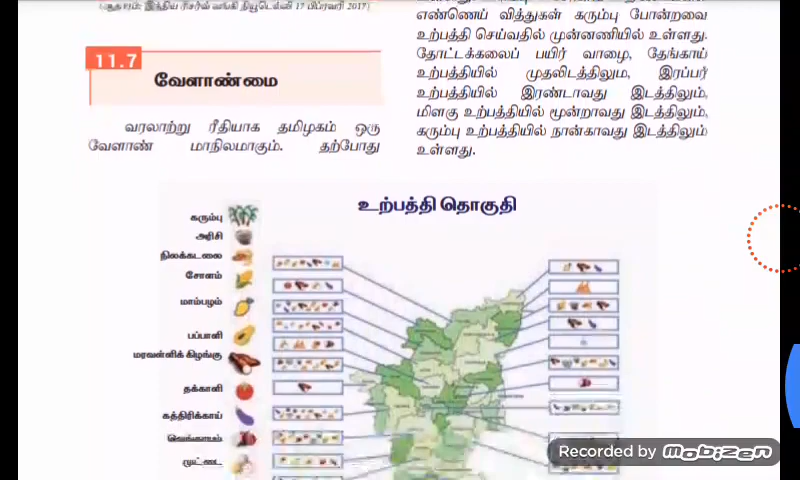 ஆதாரம்: இந்திய ரிசர்வ் வங்கி நியூடெல்லி 17 பிப்ரவரி 2017)
11.7
வேளாண்மை
வரலாற்று ரீதியாக தமிழகம் ஒரு
வேளாண் மாநிலமாகும். தற்போது
எண்ணெய் வித்துகள் கரும்பு போன்றவை
உற்பத்தி செய்வதில் முன்னணியில் உள்ளது.
தோட்டக்கலைப் பயிர் வாழை, தேங்காய்
உற்பத்தியில் முதலிடத்திலும, இரப்பர்
உற்பத்தியில் இரண்டாவது இடத்திலும்,
மிளகு உற்பத்தியில் மூன்றாவது இடத்திலும்,
கரும்பு உற்பத்தியில் நான்காவது இடத்திலும்
உள்ளது.
உற்பத்தி தொகுதி
கரும்பு
அரிசி
நிலக்கடலை
சோளம்
மாம்பழம்
பப்பாளி
மரவள்ளிக் கிழங்கு
தக்காளி
கத்திரிக்காய்
வெங்காயம்
முட்டை
Recorded by MOBIZEN